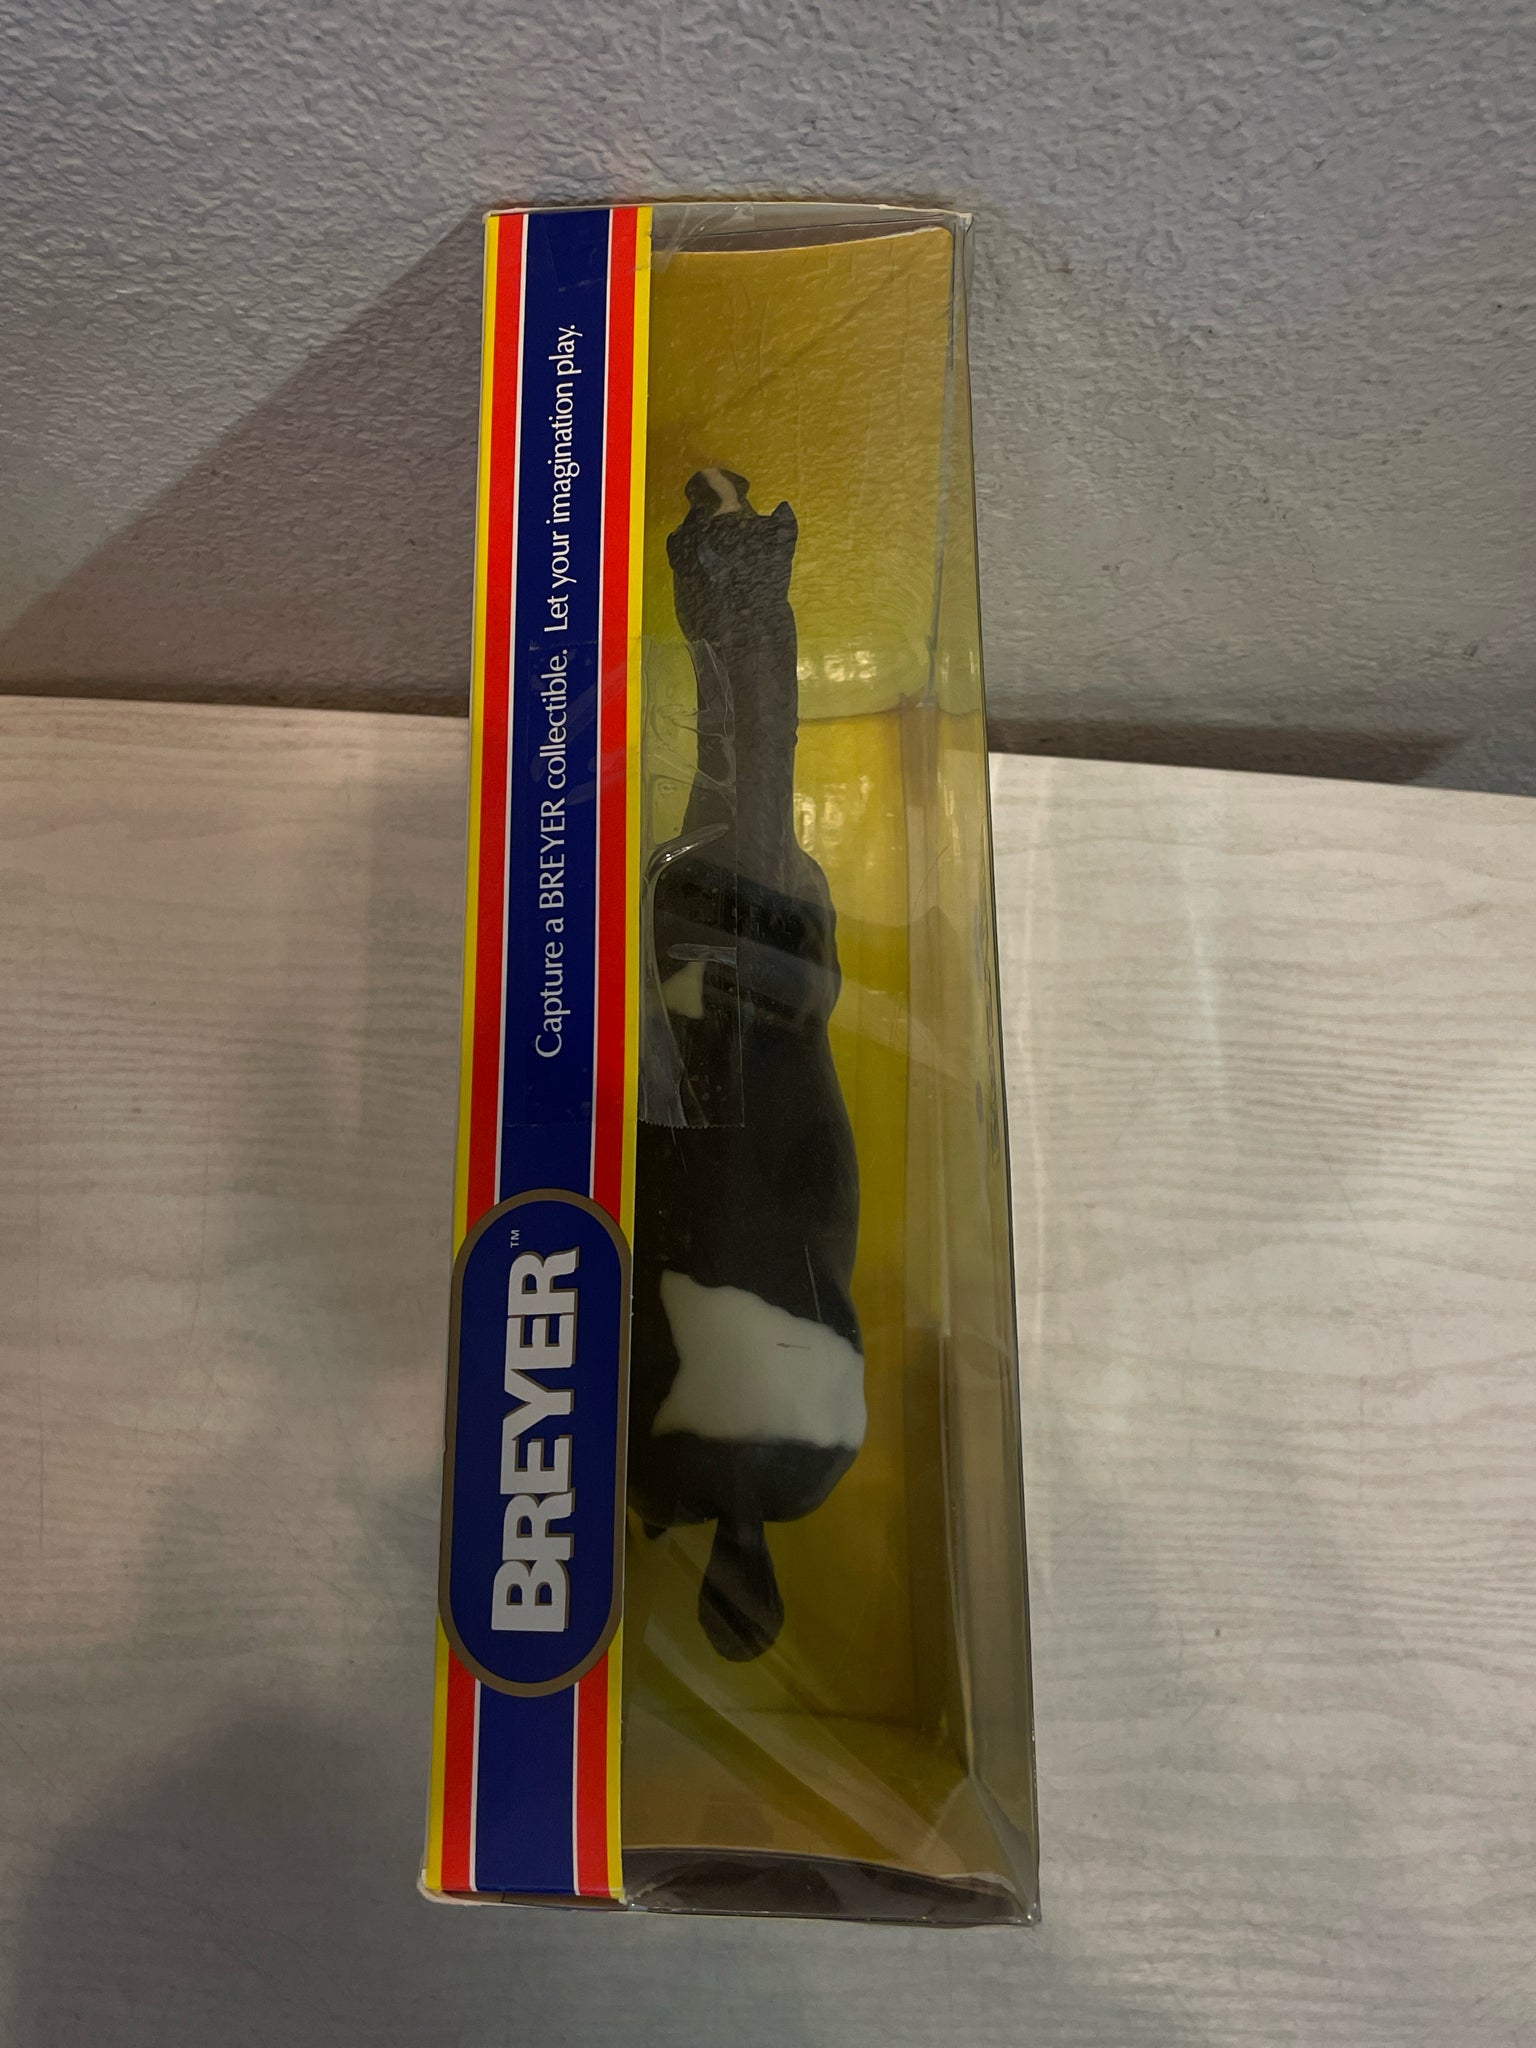 BREYER™
Capture a BREYER collectible. Let your imagination play.